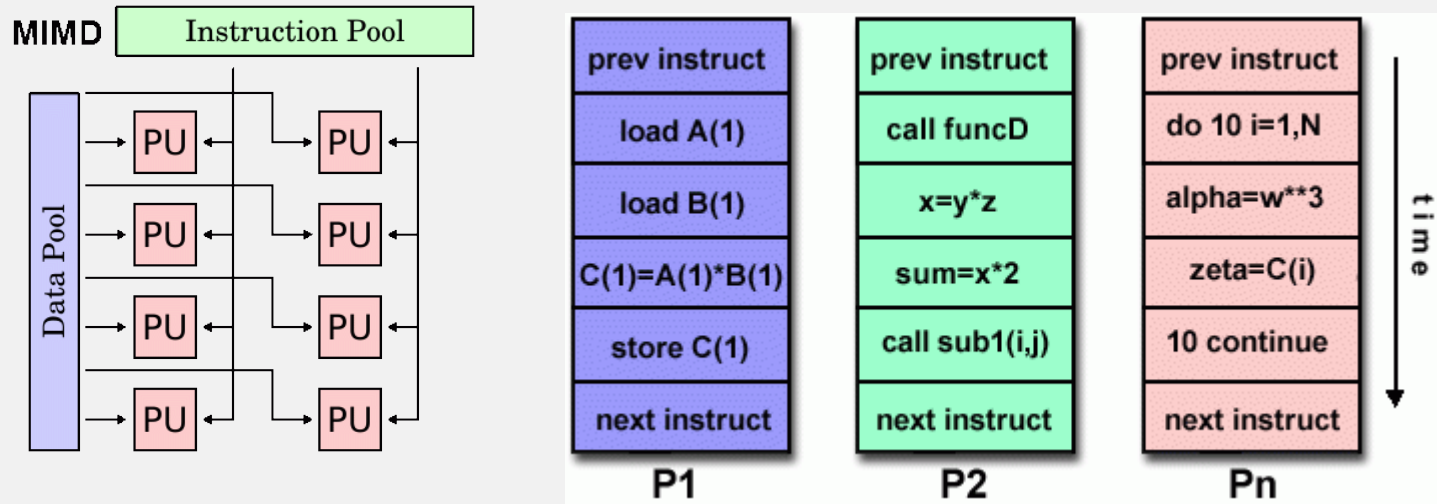 MIMD
Instruction Pool
Data Pool
PU
PU
PU
PU
PU
PU
PU
PU
prev instruct
load A(1)
load B(1)
C(1)=A(1)*B(1)
store C(1)
next instruct
P1
prev instruct
call funcD
x=y*z
sum=x*2
call sub1(i,j)
next instruct
P2
prev instruct
do 10 i=1,N
alpha=w**3
zeta=C(i)
10 continue
next instruct
Pn
time